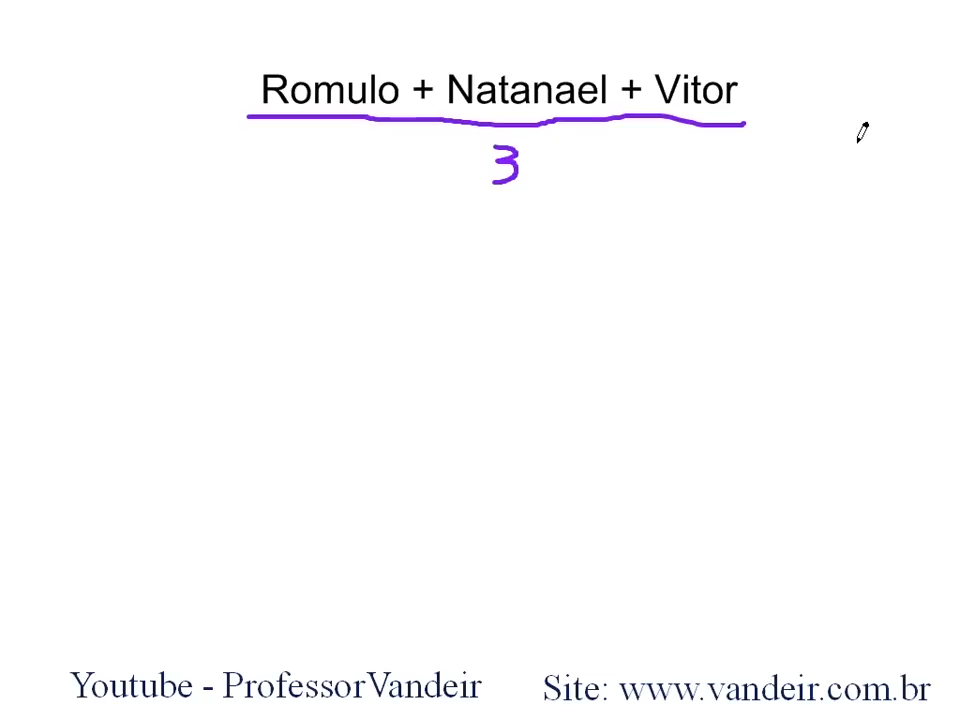 Romulo + Natanael + Vitor
3
Youtube - ProfessorVandeir Site: www.vandeir.com.br